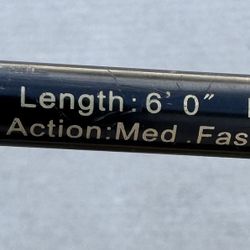 Length: 6' 0"
Action:Med.Fas